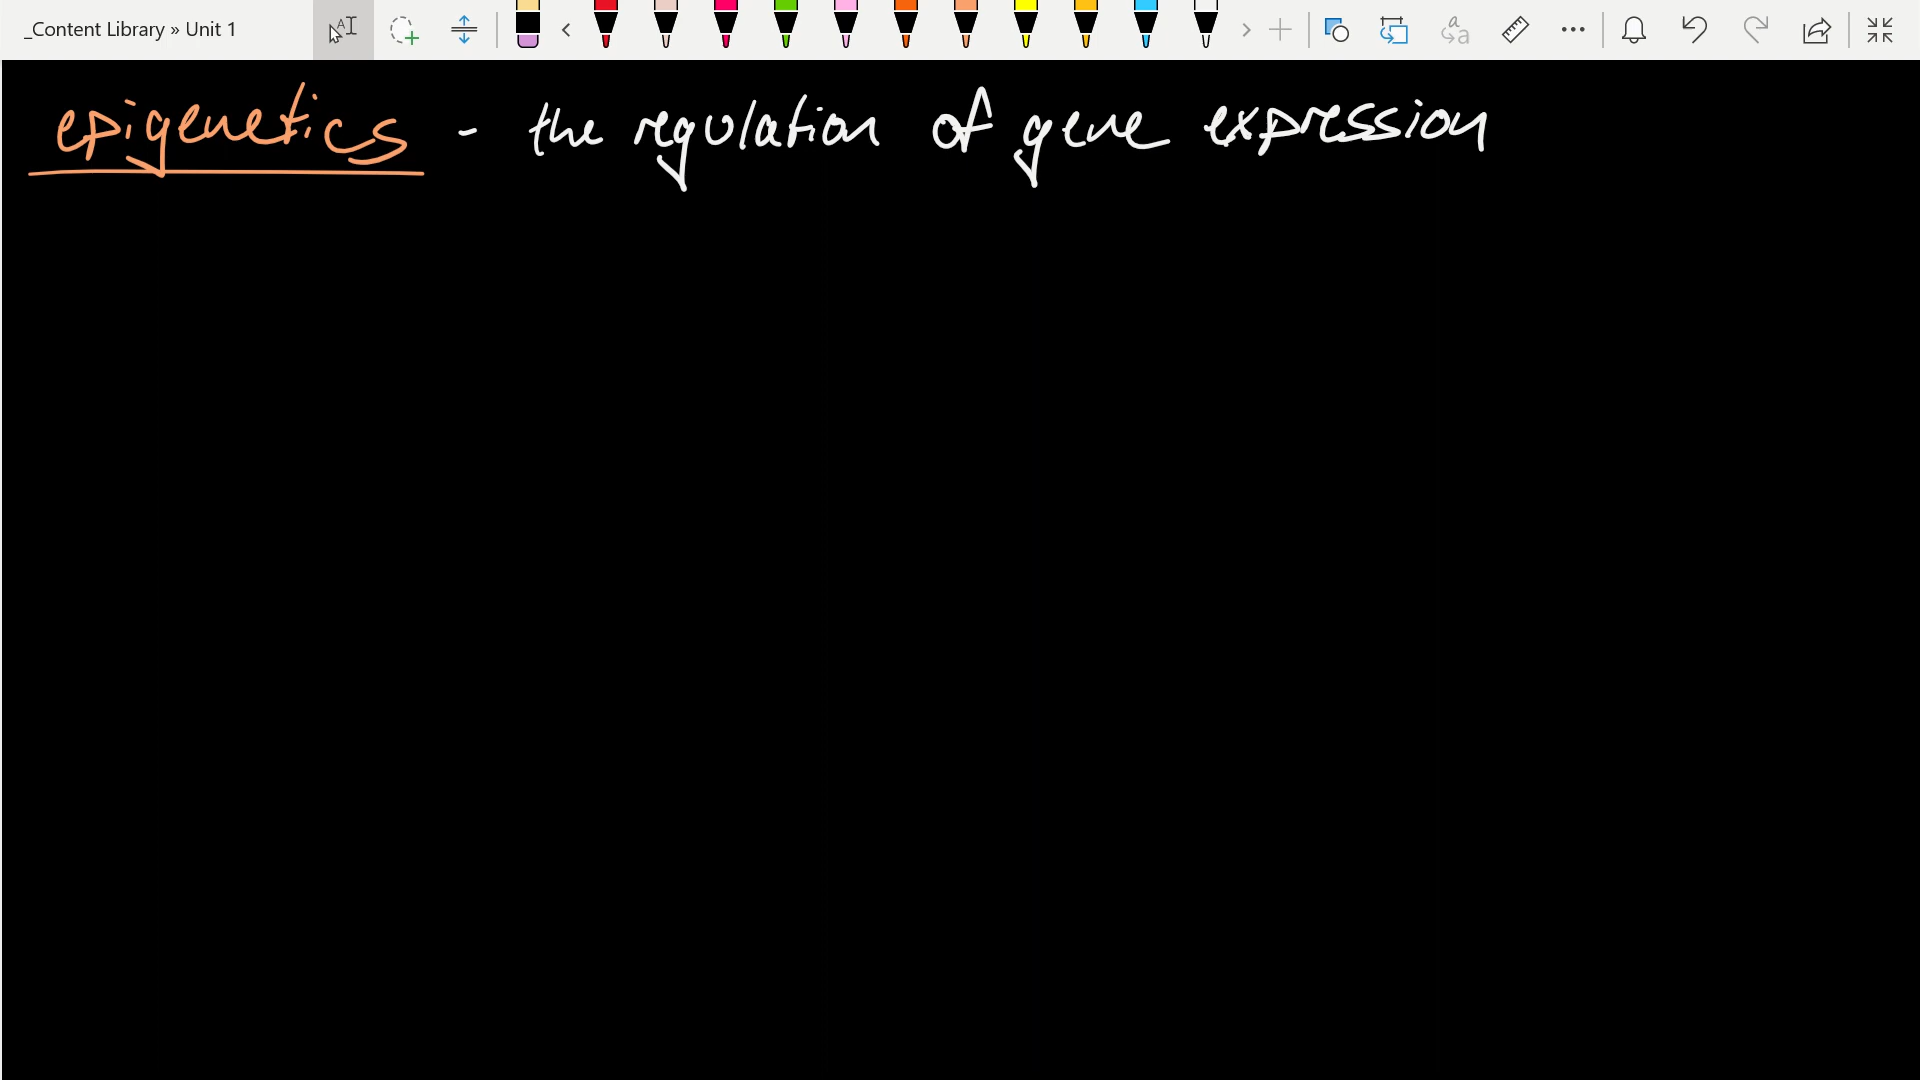 _Content Library » Unit 1
epigenetics - the regulation of gene expression